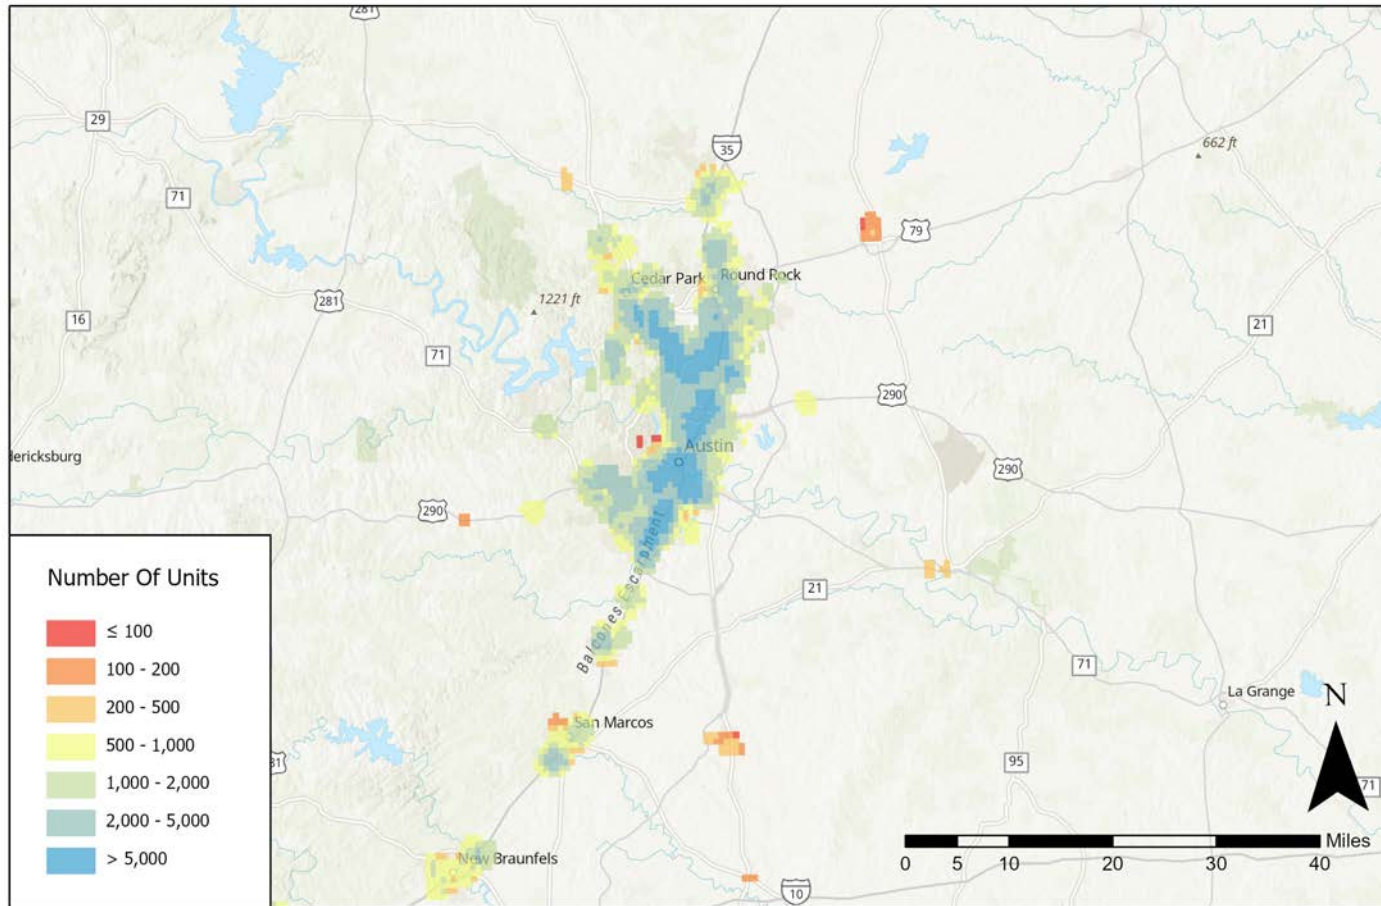 281
29
35
662 ft
71
79
Cedar Park
Round Rock
1221 ft
281
16
21
71
290
290
Austin
dericksburg
290
290
Balcones Escarpment
21
71
La Grange
N
San Marcos
95
71
New Braunfels
10
Number Of Units
≤ 100
100 - 200
200 - 500
500 - 1,000
1,000 - 2,000
2,000 - 5,000
> 5,000
Miles
0 5 10 20 30 40